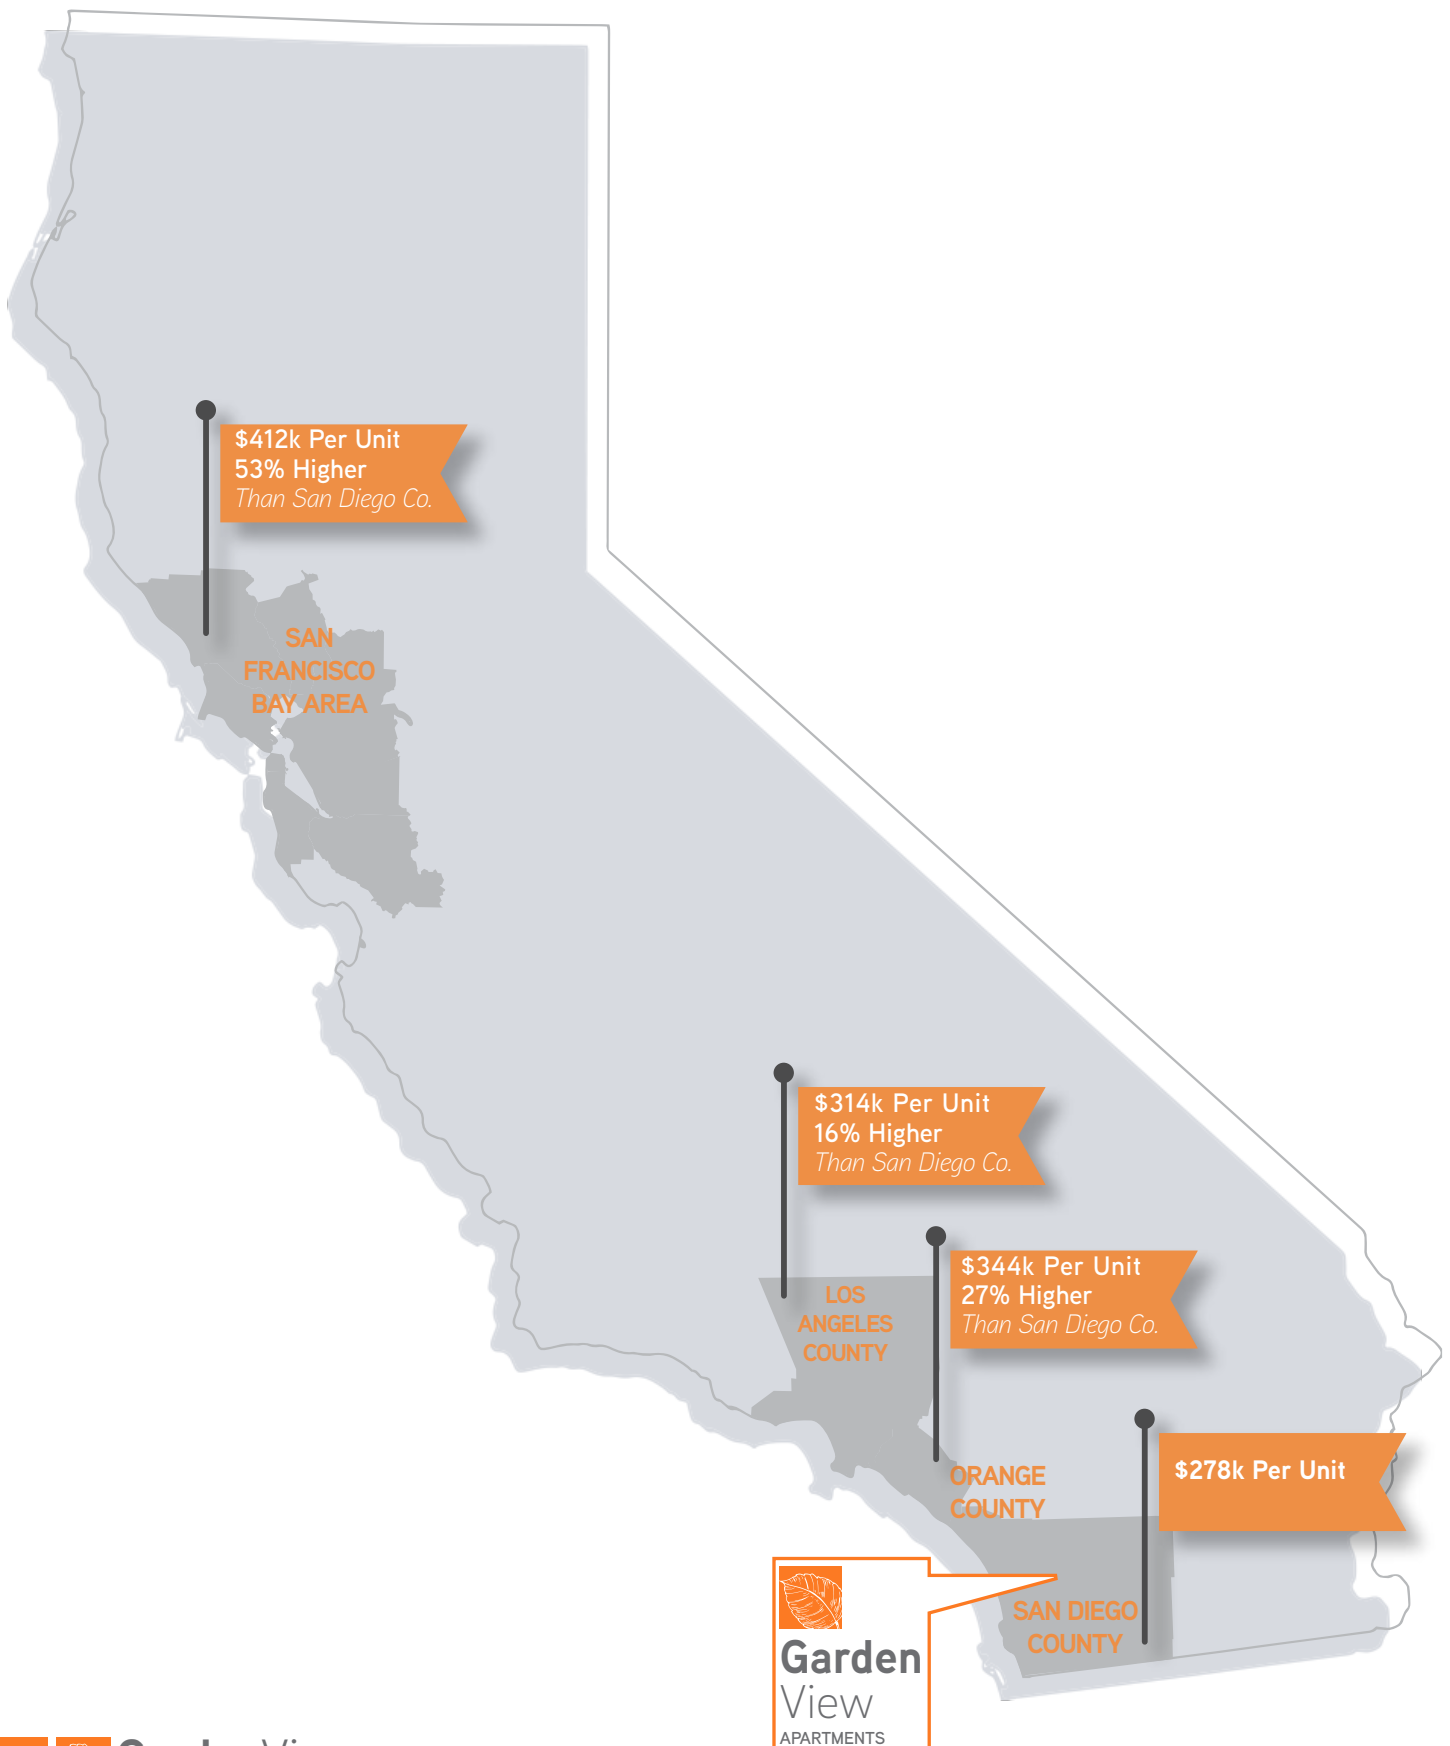 $412k Per Unit
53% Higher
Than San Diego Co.
SAN
FRANCISCO
BAY AREA
$314k Per Unit
16% Higher
Than San Diego Co.
$344k Per Unit
27% Higher
Than San Diego Co.
LOS
ANGELES
COUNTY
$278k Per Unit
ORANGE
COUNTY
SAN DIEGO
COUNTY
Garden
View
APARTMENTS